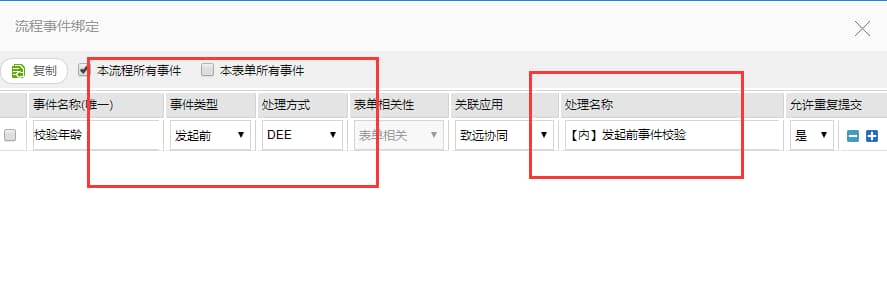 流程事件绑定
复制 本流程所有事件 本表单所有事件
事件名称(唯一) 事件类型 处理方式 表单相关性 关联应用 处理名称 允许重复提交
校验年龄 发起前 DEE 表单相关 致远协同 【内】发起前事件校验 是